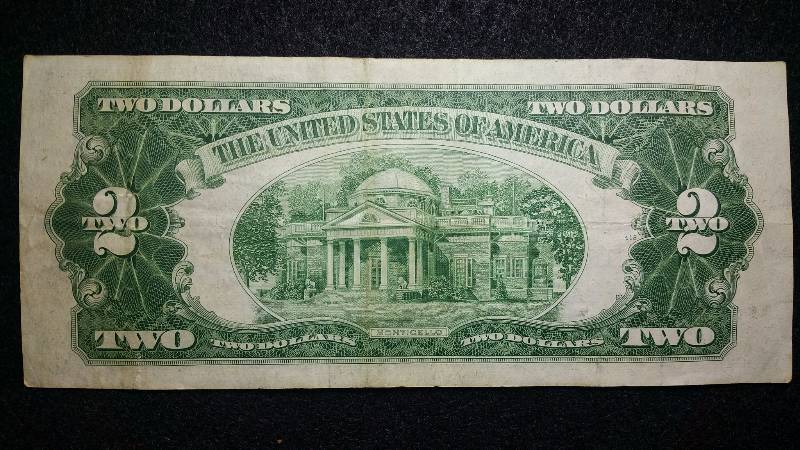 TWO DOLLARS TWO DOLLARS
THE UNITED STATES OF AMERICA
2 2
TWO TWO
MONTICELLO
TWO TWO DOLLARS TWO DOLLARS TWO